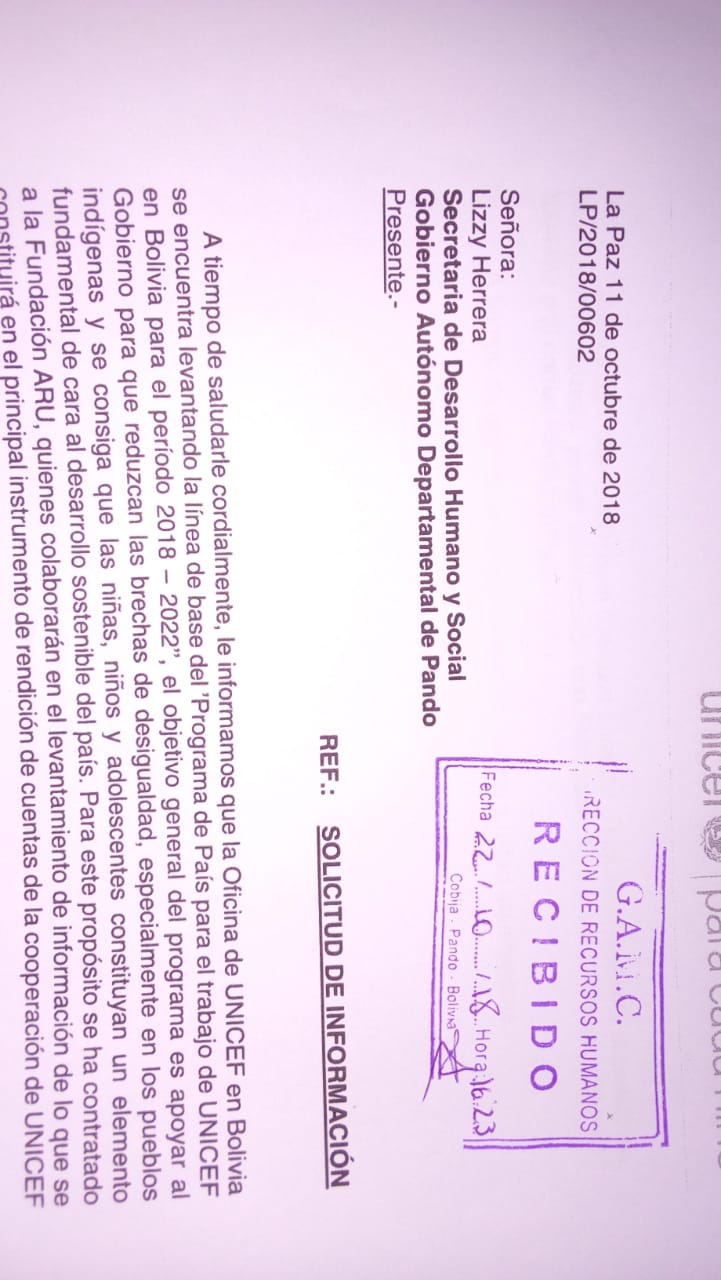 unicef | para cada
La Paz 11 de octubre de 2018
LP/2018/00602
G.A.M.C.
RECCION DE RECURSOS HUMANOS
RECIBIDO
Fecha 22/10/18 Hora:16:23
Cobija - Pando - Bolivia
Señora:
Lizzy Herrera
Secretaria de Desarrollo Humano y Social
Gobierno Autónomo Departamental de Pando
Presente.-
REF.: SOLICITUD DE INFORMACIÓN
A tiempo de saludarle cordialmente, le informamos que la Oficina de UNICEF en Bolivia
se encuentra levantando la línea de base del 'Programa de País para el trabajo de UNICEF
en Bolivia para el período 2018 – 2022”, el objetivo general del programa es apoyar al
Gobierno para que reduzcan las brechas de desigualdad, especialmente en los pueblos
indígenas y se consiga que las niñas, niños y adolescentes constituyan un elemento
fundamental de cara al desarrollo sostenible del país. Para este propósito se ha contratado
a la Fundación ARU, quienes colaborarán en el levantamiento de información de lo que se
constituirá en el principal instrumento de rendición de cuentas de la cooperación de UNICEF